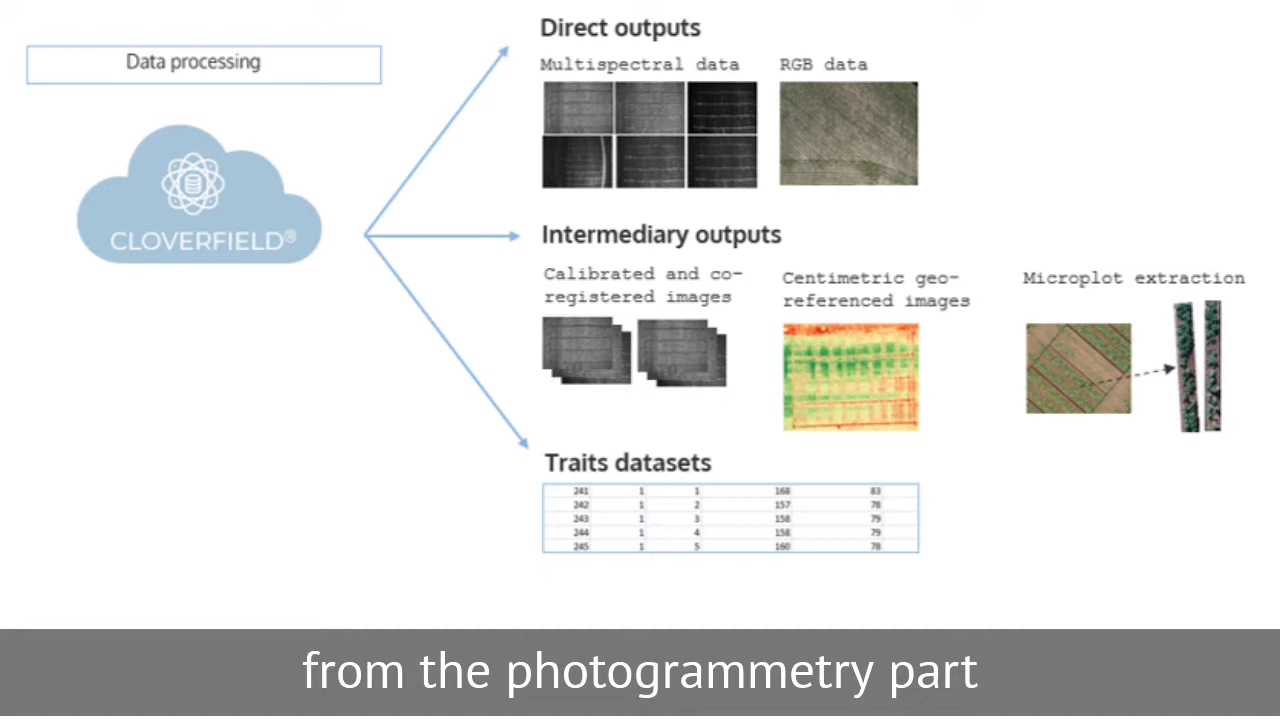 Data processing
CLOVERFIELD®
Direct outputs
Multispectral data
RGB data
Intermediary outputs
Calibrated and co-
registered images
Centimetric geo-
referenced images
Microplot extraction
Traits datasets
241 1 1 168 83
242 1 2 157 78
243 1 3 158 79
244 1 4 158 79
245 1 5 160 78
from the photogrammetry part